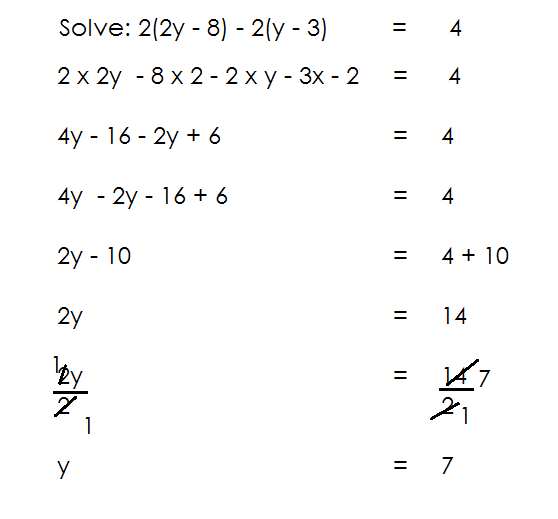 Solve: 2(2y - 8) - 2(y - 3) = 4
2 x 2y - 8 x 2 - 2 x y - 3x - 2 = 4
4y - 16 - 2y + 6 = 4
4y - 2y - 16 + 6 = 4
2y - 10 = 4 + 10
2y = 14
1 2y = 14 7
2 1 2 1
y = 7